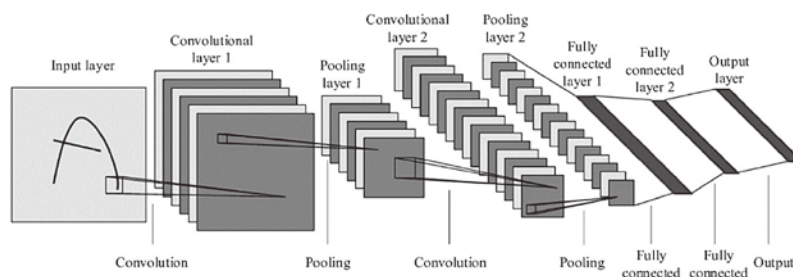 Input layer
Convolutional
layer 1
Pooling
layer 1
Convolutional
layer 2
Pooling
layer 2
Fully
connected
layer 1
Fully
connected
layer 2
Output
layer
Convolution
Pooling
Convolution
Pooling
Fully
connected
Fully
connected
Output